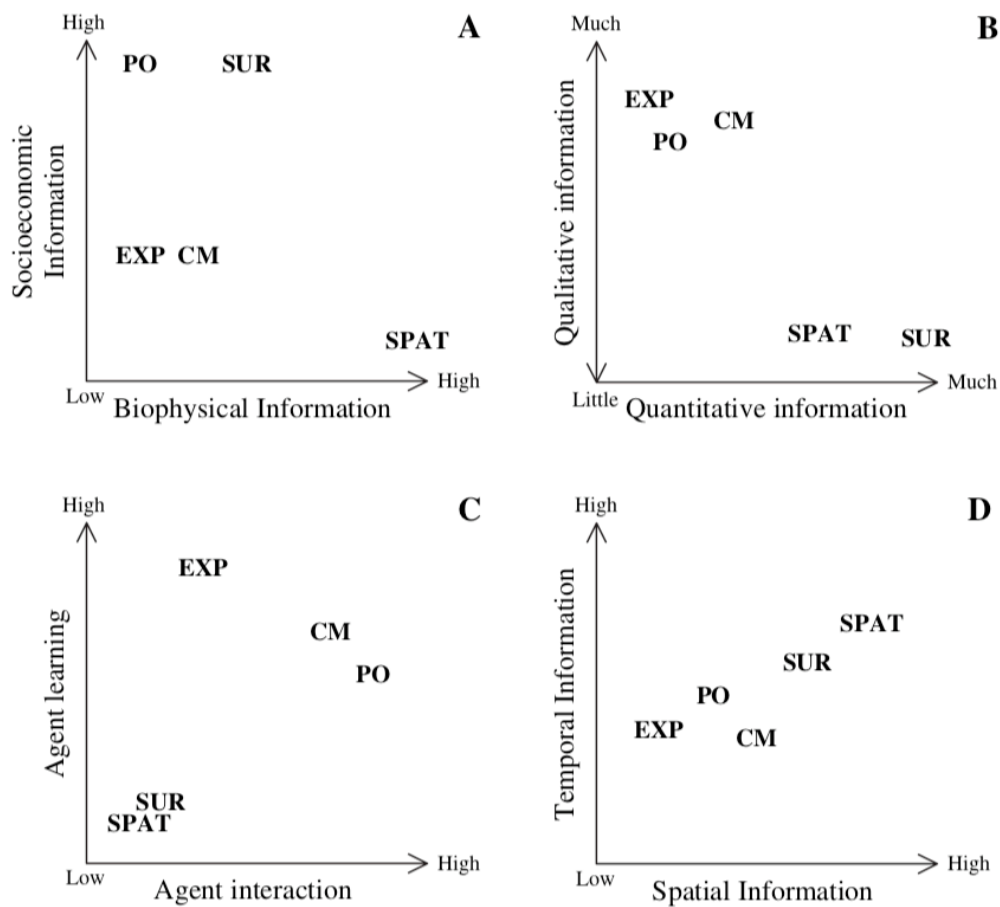 High
A
PO SUR
Socioeconomic
Information
EXP CM
SPAT
High
Low
Biophysical Information
Much
B
EXP
CM
PO
Qualitative information
SPAT SUR
Much
Little
Quantitative information
High
C
EXP
CM
PO
Agent learning
SUR
SPAT
High
Low
Agent interaction
High
D
SPAT
SUR
PO
EXP
CM
Temporal Information
High
Low
Spatial Information